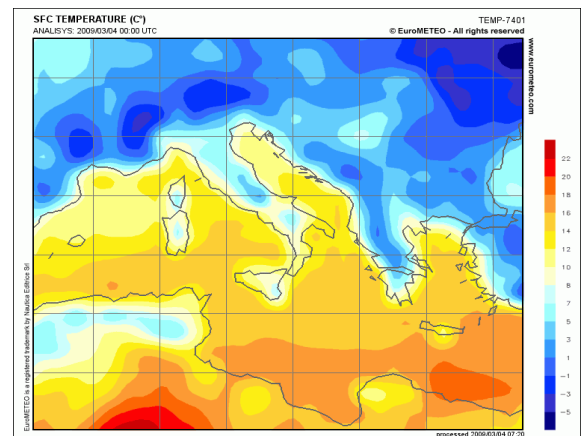 SFC TEMPERATURE (C°)
TEMP-7401
ANALISYS: 2009/03/04 00:00 UTC
© EuroMETEO - All rights reserved
www.eurometeo.com
EuroMETEO is a registered trademark by Nautica Editrice Srl
22
20
18
16
14
12
10
8
7
5
3
1
-1
-3
-5
processed 2009/03/04 07:20